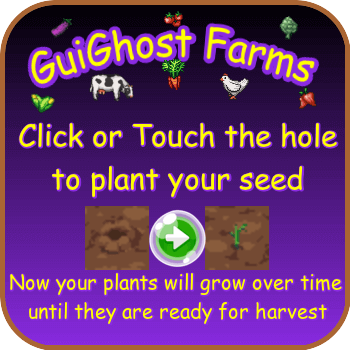 GuiGhost Farms
Click or Touch the hole
to plant your seed
Now your plants will grow over time
until they are ready for harvest